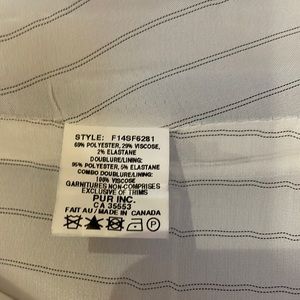 STYLE: F14SF6281
69% POLYESTER, 29% VISCOSE,
2% ELASTANE
DOUBLURE/LINING:
95% POLYESTER, 5% ELASTANE
COMBO DOUBLURE/LINING:
100% VISCOSE
GARNITURES NON-COMPRISES
EXCLUSIVE OF TRIMS
PUR INC.
CA 35553
FAIT AU / MADE IN CANADA
P